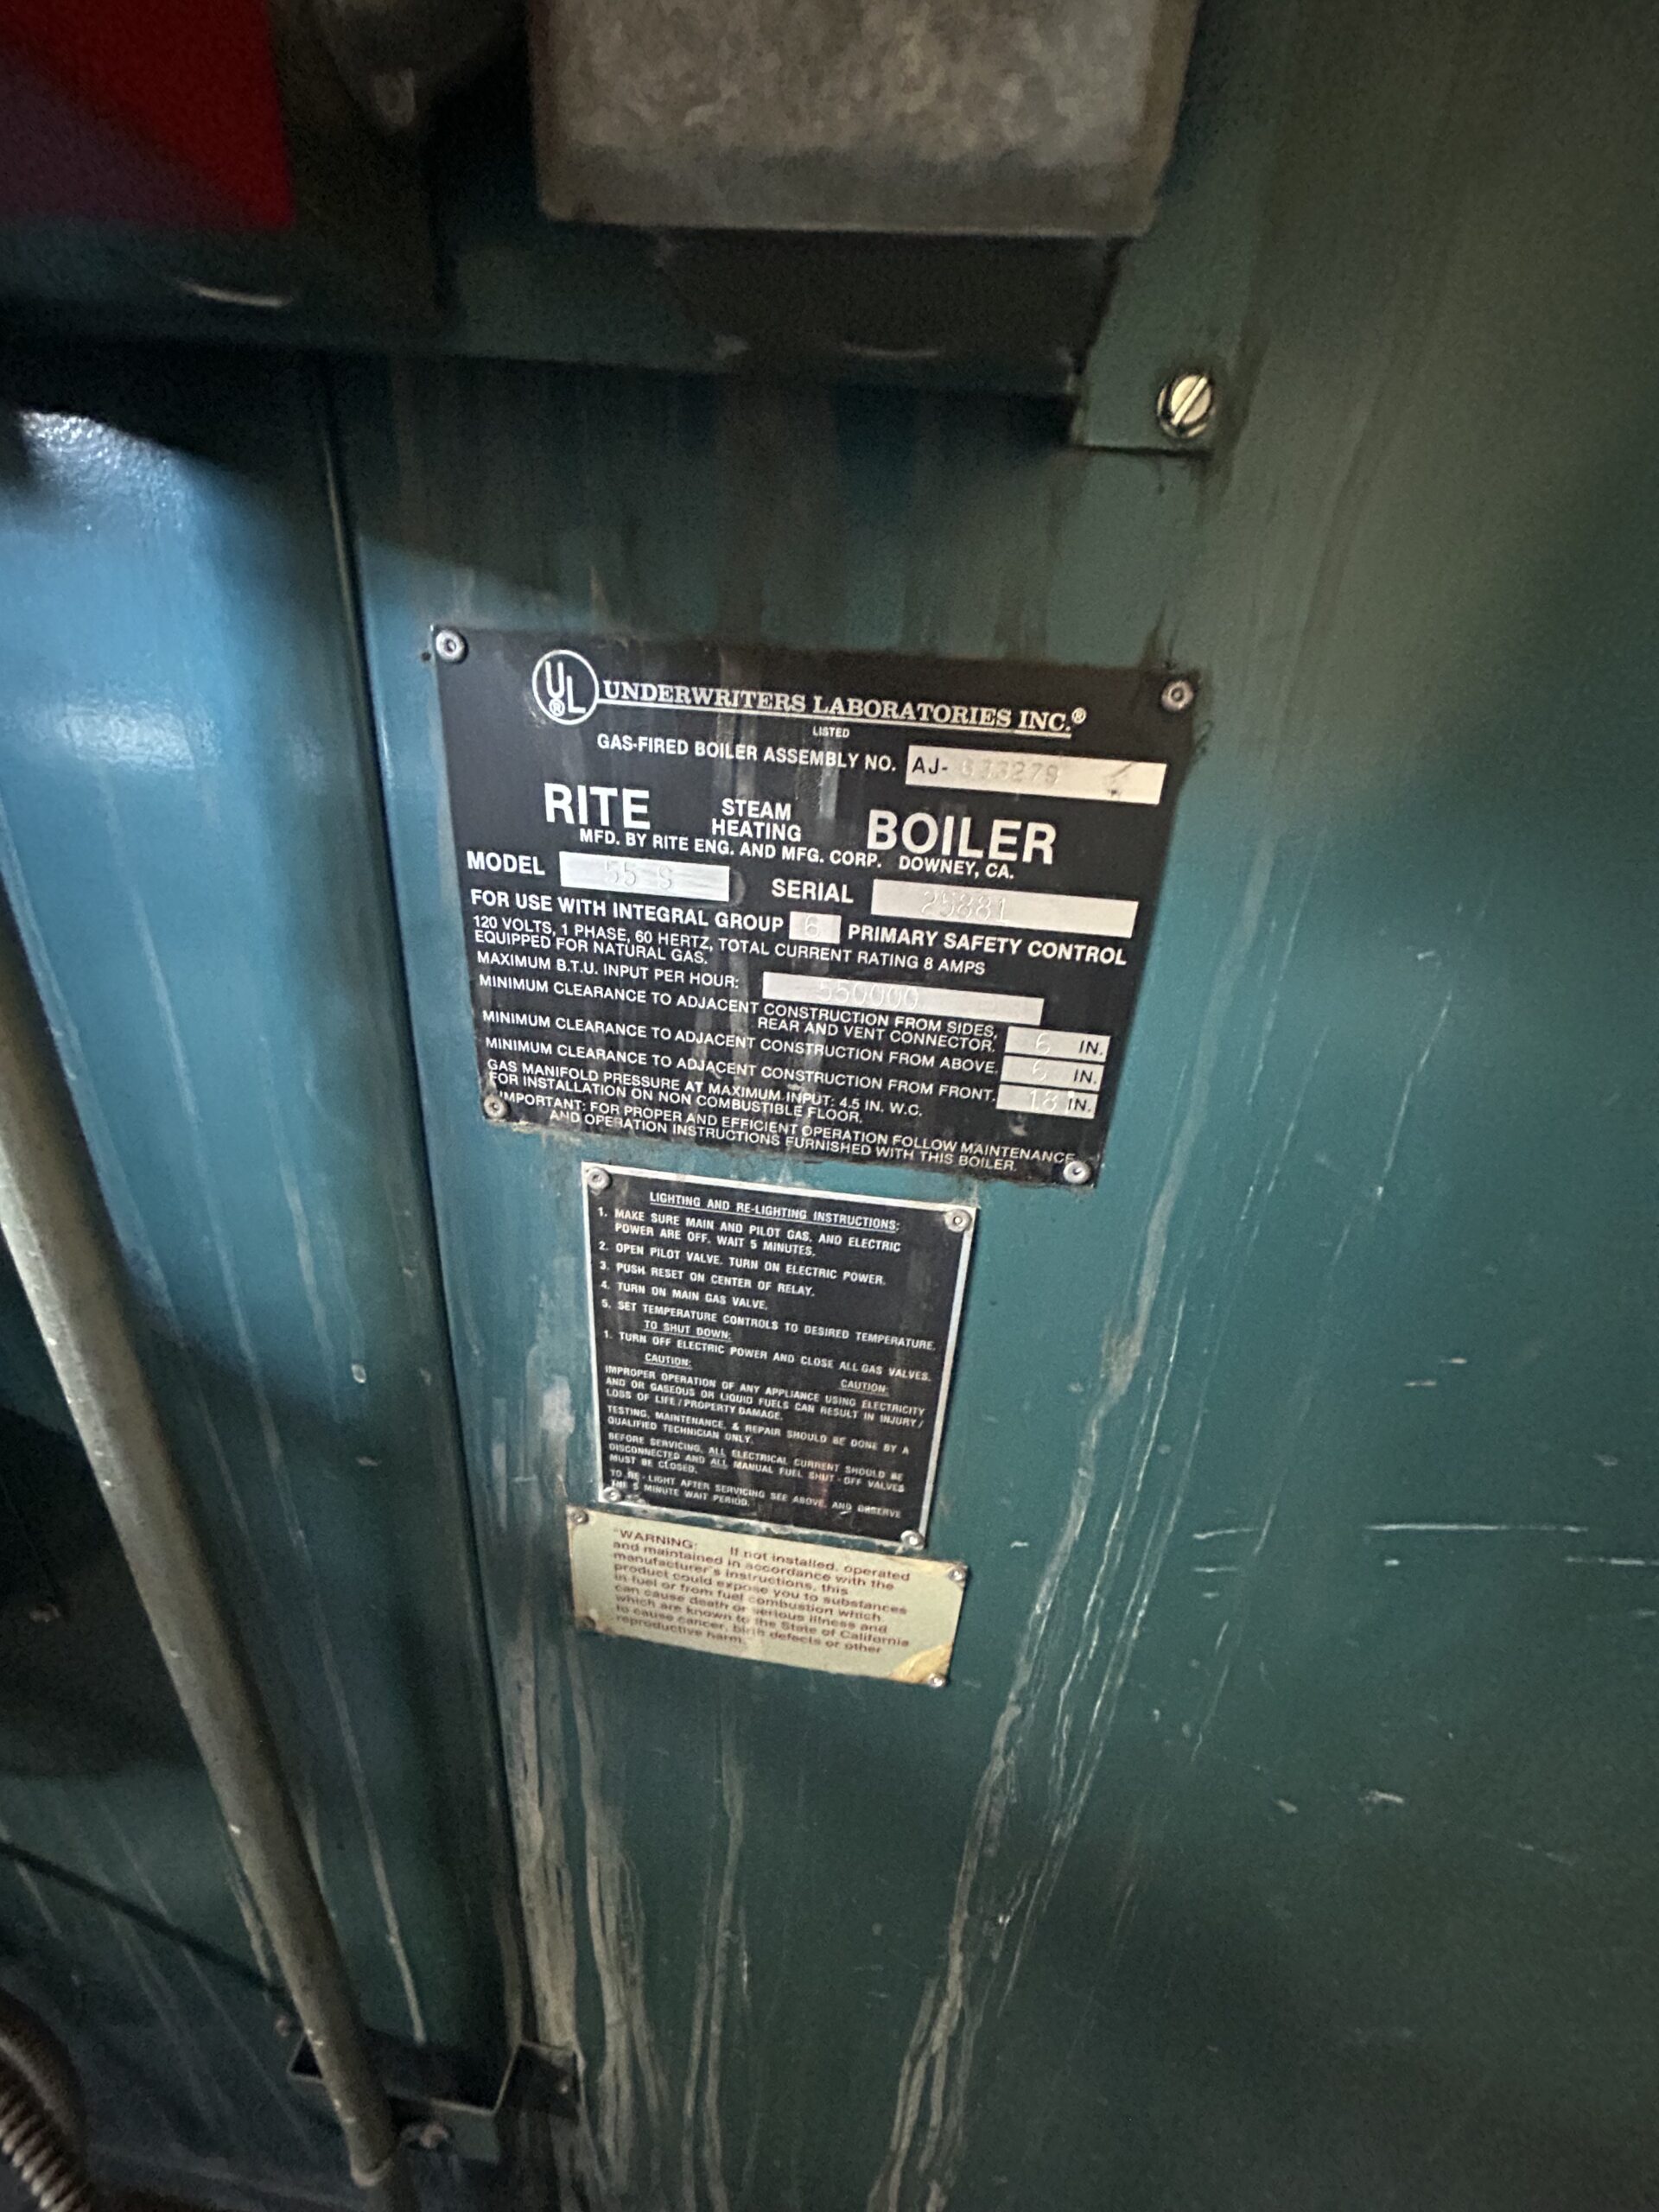 UL® UNDERWRITERS LABORATORIES INC.®
LISTED
GAS-FIRED BOILER ASSEMBLY NO. AJ- 633279
RITE STEAM HEATING BOILER
MFD. BY RITE ENG. AND MFG. CORP. DOWNEY, CA.
MODEL 55 S SERIAL 25881
FOR USE WITH INTEGRAL GROUP 6 PRIMARY SAFETY CONTROL
120 VOLTS, 1 PHASE, 60 HERTZ, TOTAL CURRENT RATING 8 AMPS
EQUIPPED FOR NATURAL GAS.
MAXIMUM B.T.U. INPUT PER HOUR: 550000
MINIMUM CLEARANCE TO ADJACENT CONSTRUCTION FROM SIDES,
REAR AND VENT CONNECTOR. 6 IN.
MINIMUM CLEARANCE TO ADJACENT CONSTRUCTION FROM ABOVE. 6 IN.
MINIMUM CLEARANCE TO ADJACENT CONSTRUCTION FROM FRONT. 18 IN.
GAS MANIFOLD PRESSURE AT MAXIMUM INPUT: 4.5 IN. W.C.
FOR INSTALLATION ON NON COMBUSTIBLE FLOOR.
IMPORTANT: FOR PROPER AND EFFICIENT OPERATION FOLLOW MAINTENANCE
AND OPERATION INSTRUCTIONS FURNISHED WITH THIS BOILER.
LIGHTING AND RE-LIGHTING INSTRUCTIONS:
1. MAKE SURE MAIN AND PILOT GAS, AND ELECTRIC
POWER ARE OFF. WAIT 5 MINUTES.
2. OPEN PILOT VALVE. TURN ON ELECTRIC POWER.
3. PUSH RESET ON CENTER OF RELAY.
4. TURN ON MAIN GAS VALVE.
5. SET TEMPERATURE CONTROLS TO DESIRED TEMPERATURE.
TO SHUT DOWN:
1. TURN OFF ELECTRIC POWER AND CLOSE ALL GAS VALVES.
CAUTION: CAUTION:
IMPROPER OPERATION OF ANY APPLIANCE USING ELECTRICITY
AND OR GASEOUS OR LIQUID FUELS CAN RESULT IN INJURY/
LOSS OF LIFE/PROPERTY DAMAGE.
TESTING, MAINTENANCE, & REPAIR SHOULD BE DONE BY A
QUALIFIED TECHNICIAN ONLY.
BEFORE SERVICING, ALL ELECTRICAL CURRENT SHOULD BE
DISCONNECTED AND ALL MANUAL FUEL SHUT-OFF VALVES
MUST BE CLOSED.
TO RE-LIGHT AFTER SERVICING SEE ABOVE, AND OBSERVE
THE 5 MINUTE WAIT PERIOD.
"WARNING: If not installed, operated
and maintained in accordance with the
manufacturer's instructions, this
product could expose you to substances
in fuel or from fuel combustion which
can cause death or serious illness and
which are known to the State of California
to cause cancer, birth defects or other
reproductive harm.